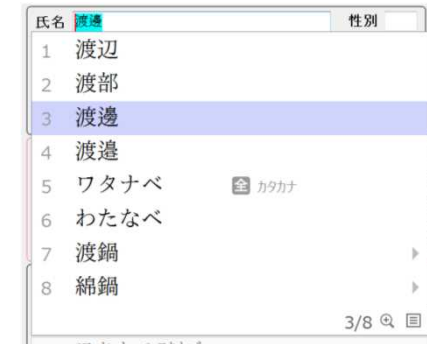 氏名 渡邊 性別
1 渡辺
2 渡部
3 渡邊
4 渡邉
5 ワタナベ 全 カタカナ
6 わたなべ
7 渡鍋
8 綿鍋
3/8